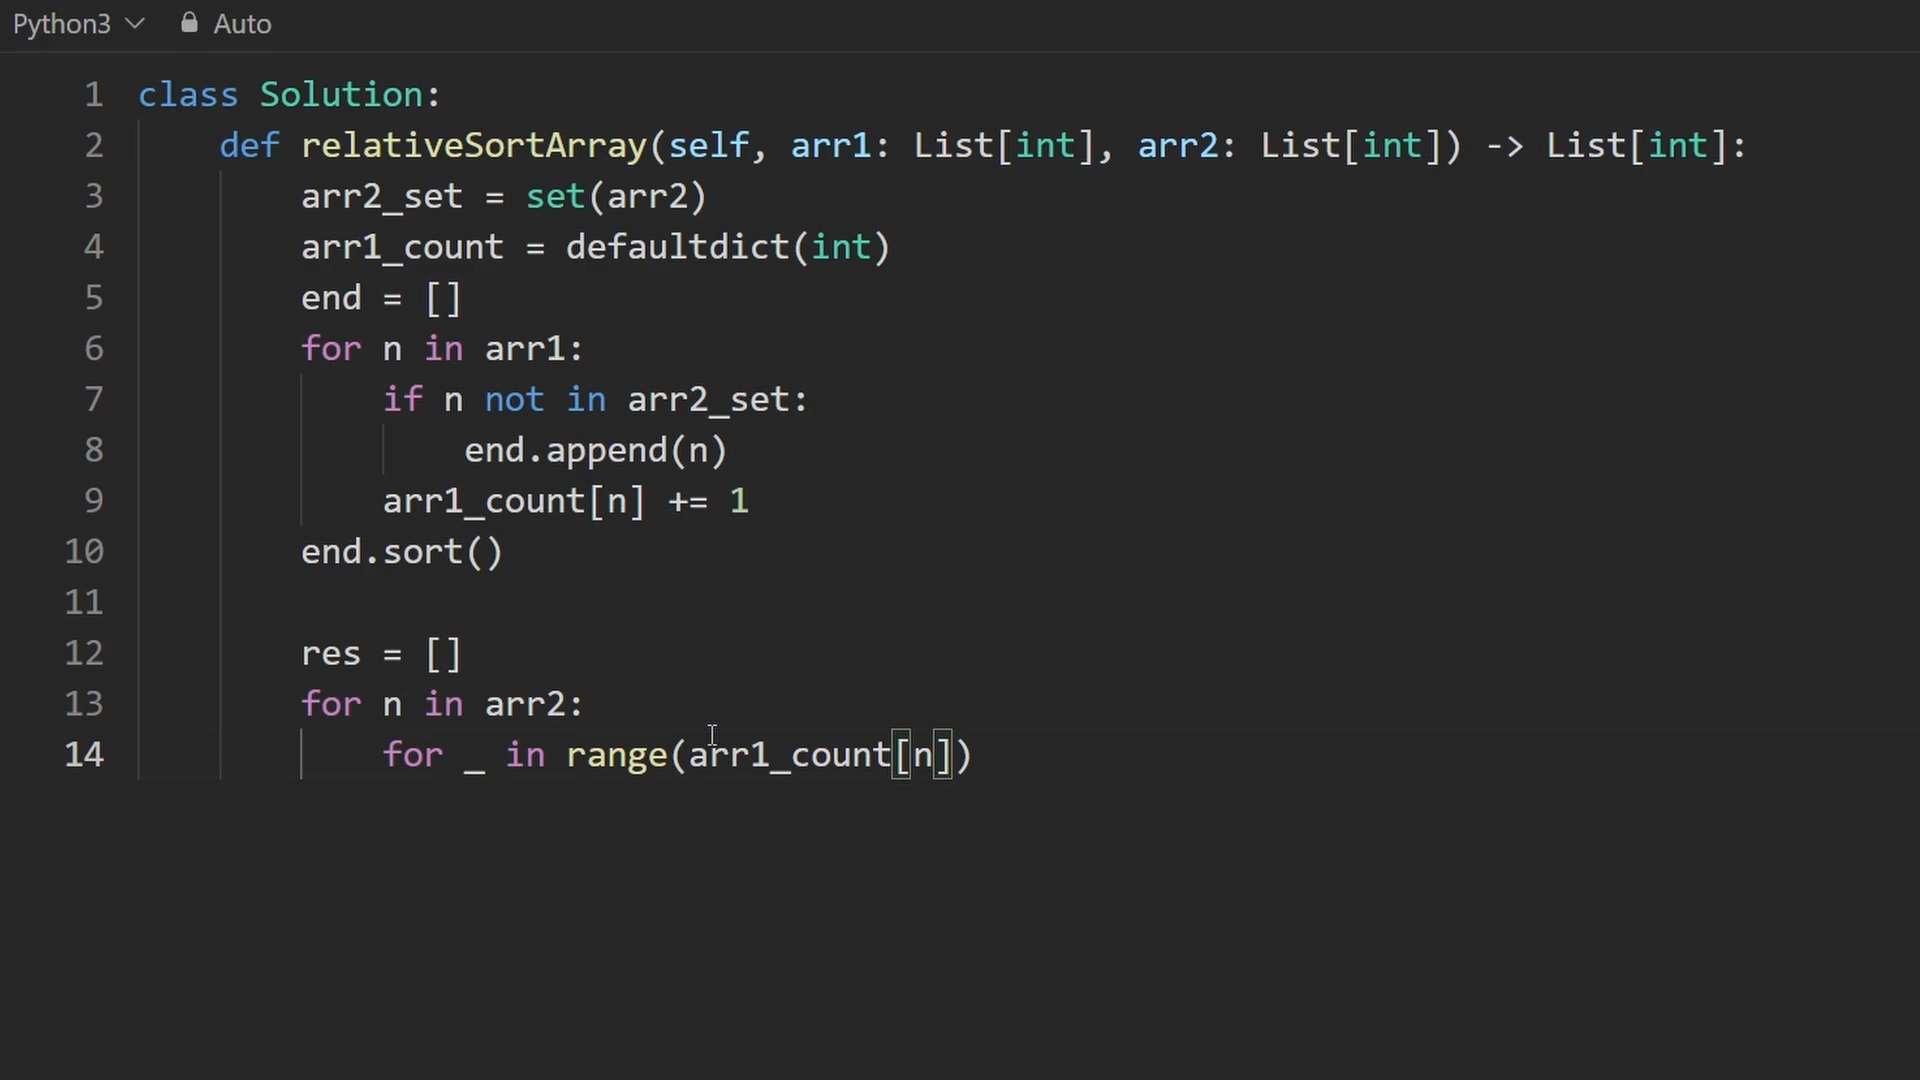 Python3 Auto
1 class Solution:
2 def relativeSortArray(self, arr1: List[int], arr2: List[int]) -> List[int]:
3 arr2_set = set(arr2)
4 arr1_count = defaultdict(int)
5 end = []
6 for n in arr1:
7 if n not in arr2_set:
8 end.append(n)
9 arr1_count[n] += 1
10 end.sort()
11
12 res = []
13 for n in arr2:
14 for _ in range(arr1_count[n])